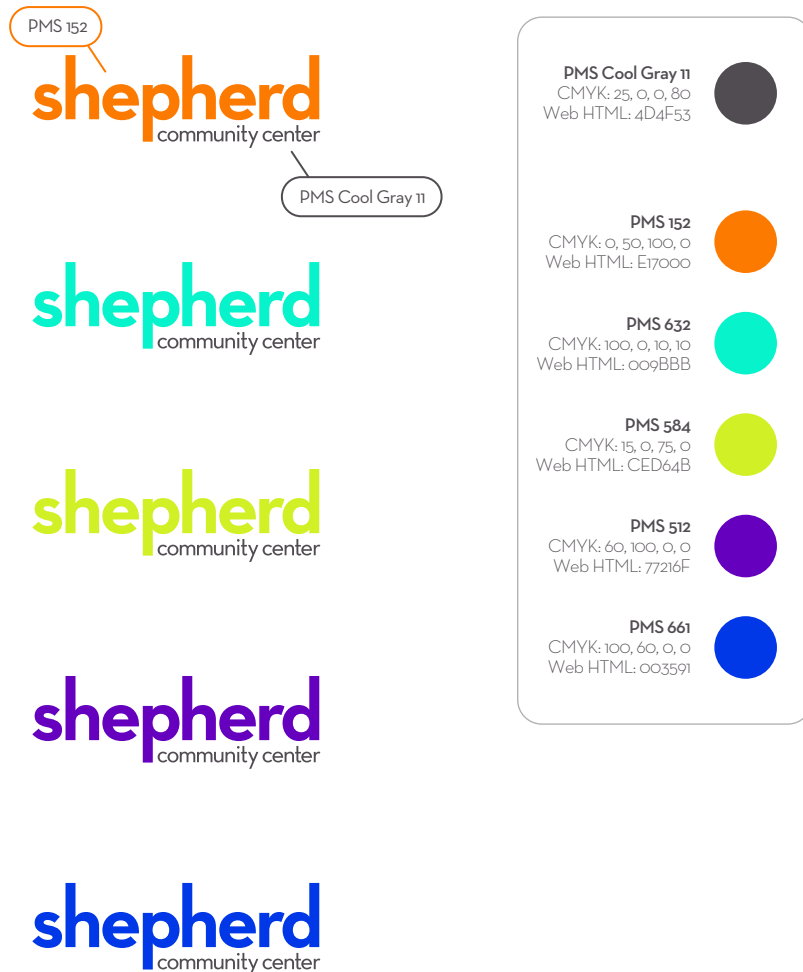 PMS 152
shepherd
community center
PMS Cool Gray 11
shepherd
community center
shepherd
community center
shepherd
community center
shepherd
community center
PMS Cool Gray 11
CMYK: 25, 0, 0, 80
Web HTML: 4D4F53
PMS 152
CMYK: 0, 50, 100, 0
Web HTML: E17000
PMS 632
CMYK: 100, 0, 10, 10
Web HTML: 009BBB
PMS 584
CMYK: 15, 0, 75, 0
Web HTML: CED64B
PMS 512
CMYK: 60, 100, 0, 0
Web HTML: 77216F
PMS 661
CMYK: 100, 60, 0, 0
Web HTML: 003591